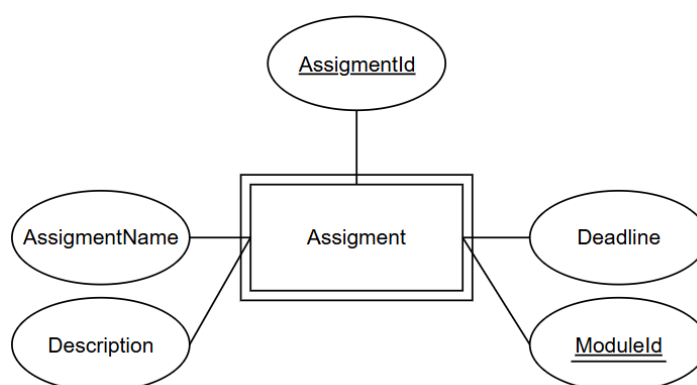 AssigmentId
AssigmentName
Assigment
Deadline
Description
ModuleId